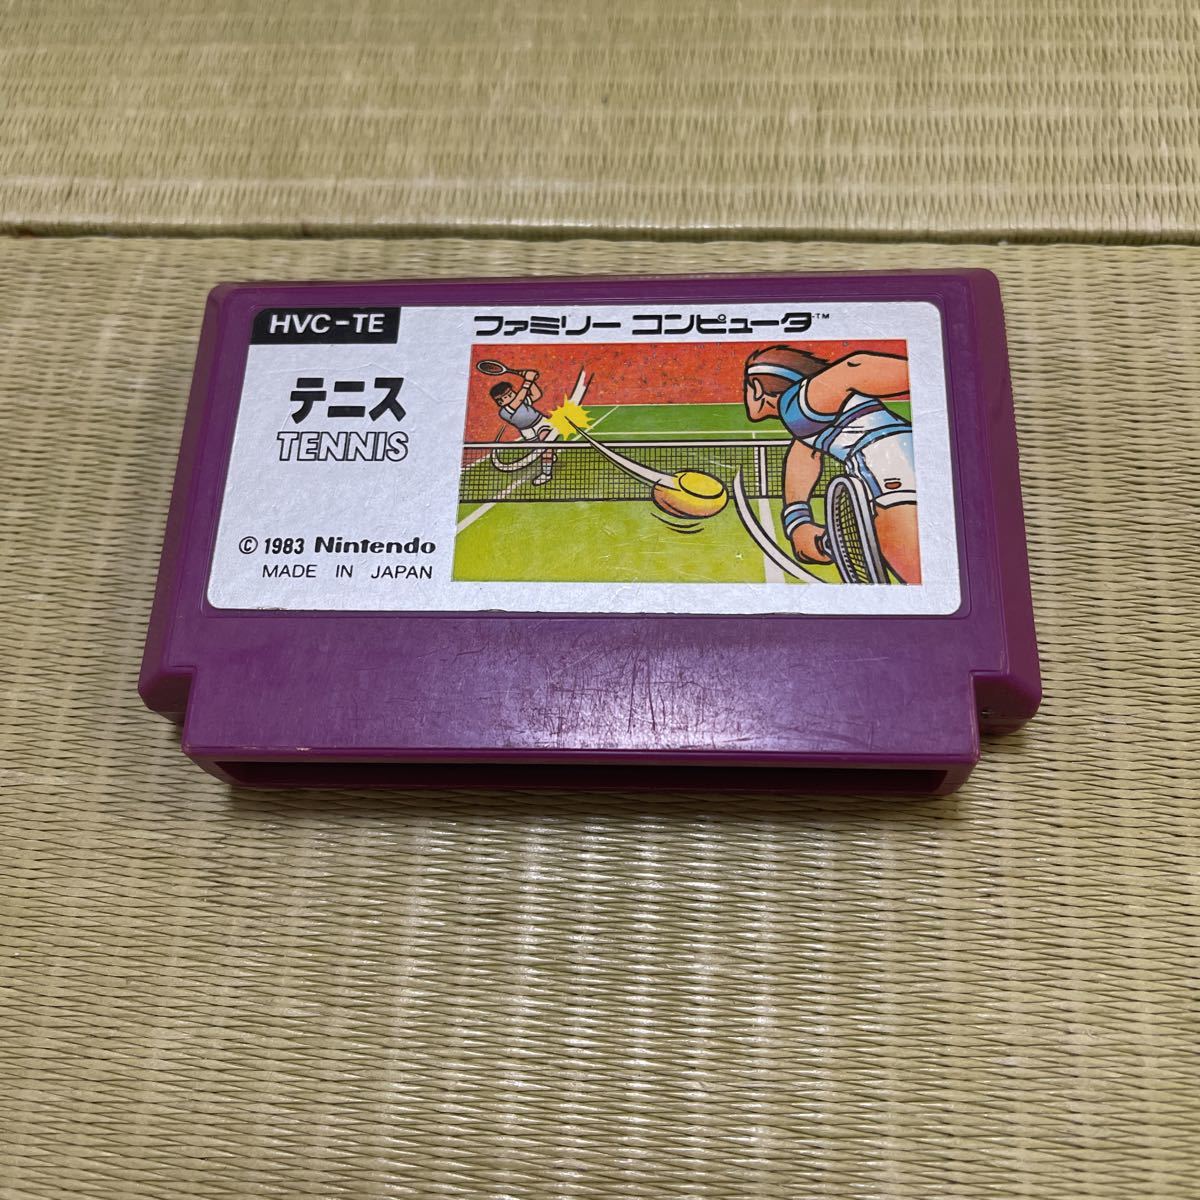 HVC-TE
ファミリー コンピュータ™
テニス
TENNIS
© 1983 Nintendo
MADE IN JAPAN